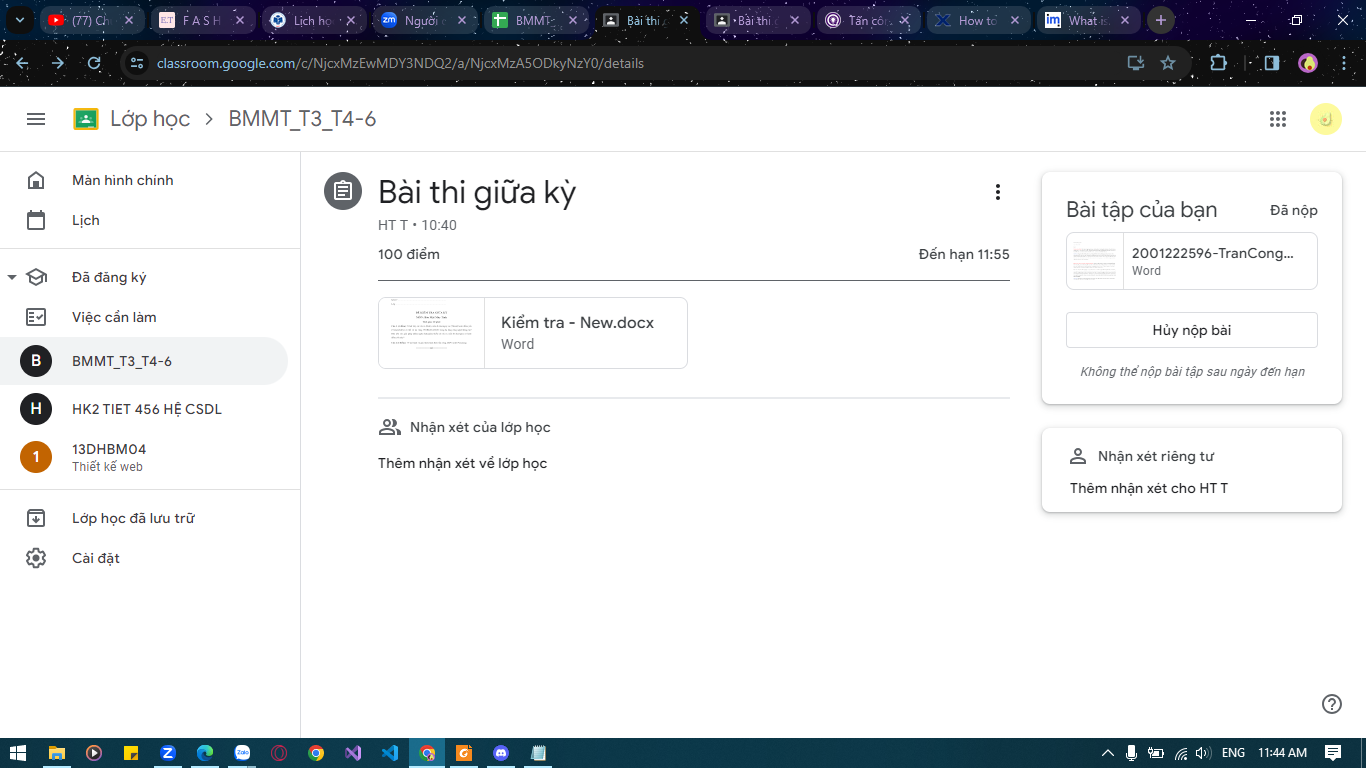 (77) Ch
F A S H
Lịch học
Người c
BMMT-
Bài thi g
Bài thi g
Tấn côn
How to
What is
classroom.google.com/c/NjcxMzEwMDY3NDQ2/a/NjcxMzA5ODkyNzY0/details
Lớp học > BMMT_T3_T4-6
Màn hình chính
Lịch
Đã đăng ký
Việc cần làm
B BMMT_T3_T4-6
H HK2 TIET 456 HỆ CSDL
1 13DHBM04
Thiết kế web
Lớp học đã lưu trữ
Cài đặt
Bài thi giữa kỳ
HT T • 10:40
100 điểm Đến hạn 11:55
Kiểm tra - New.docx
Word
Nhận xét của lớp học
Thêm nhận xét về lớp học
Bài tập của bạn Đã nộp
2001222596-TranCong...
Word
Hủy nộp bài
Không thể nộp bài tập sau ngày đến hạn
Nhận xét riêng tư
Thêm nhận xét cho HT T
ENG 11:44 AM